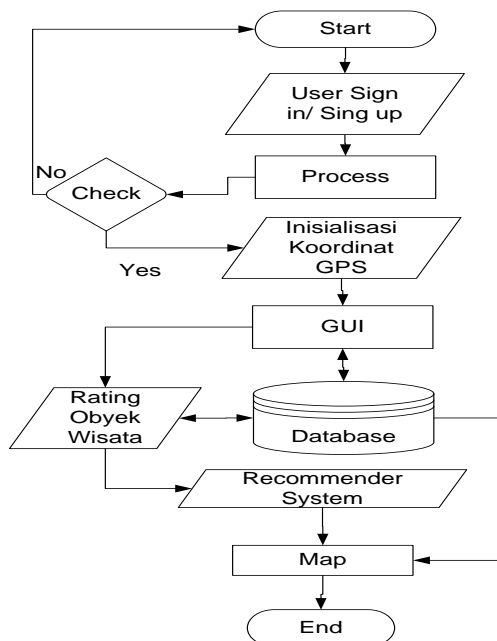 Start
User Sign
in/ Sing up
Process
No
Check
Yes
Inisialisasi
Koordinat
GPS
GUI
Rating
Obyek
Wisata
Database
Recommender
System
Map
End